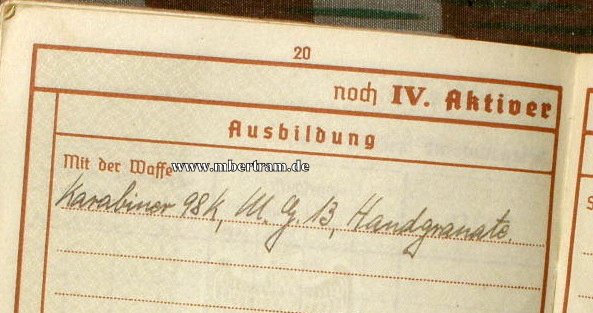 20
noch IV. Aktiver
Ausbildung
Mit der Waffe
www.mbertram.de
Karabiner 98k, M. G. 13, Handgranate.